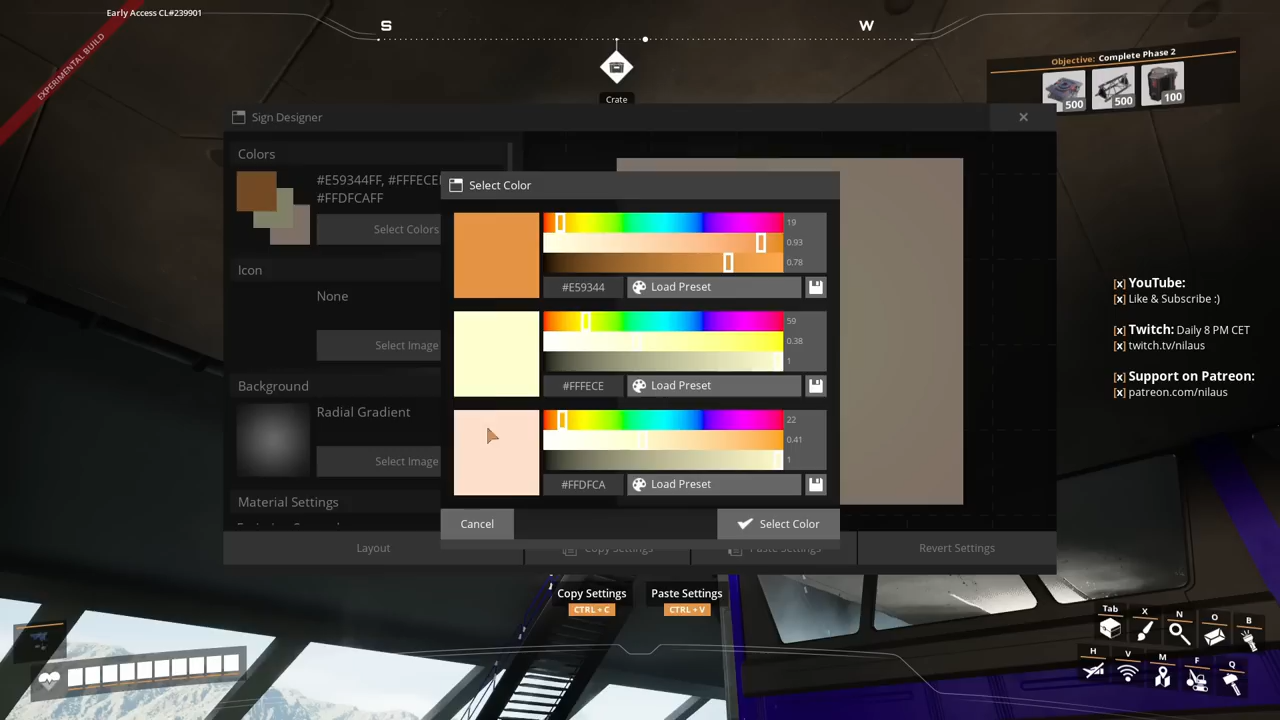 Early Access CL#239901
EXPERIMENTAL BUILD
S
W
Crate
Objective: Complete Phase 2
500
500
100
Sign Designer
Colors
#E59344FF, #FFFECE
#FFDFCAFF
Select Colors
Icon
None
Select Image
Background
Radial Gradient
Select Image
Material Settings
Select Color
19
0.93
0.78
#E59344
Load Preset
59
0.38
1
#FFFECE
Load Preset
22
0.41
1
#FFDFCA
Load Preset
Cancel
Select Color
Layout
Copy Settings
Paste Settings
Revert Settings
Copy Settings
CTRL + C
Paste Settings
CTRL + V
[x] YouTube:
[x] Like & Subscribe :)
[x] Twitch: Daily 8 PM CET
[x] twitch.tv/nilaus
[x] Support on Patreon:
[x] patreon.com/nilaus
Tab
X
N
O
B
H
V
M
F
Q